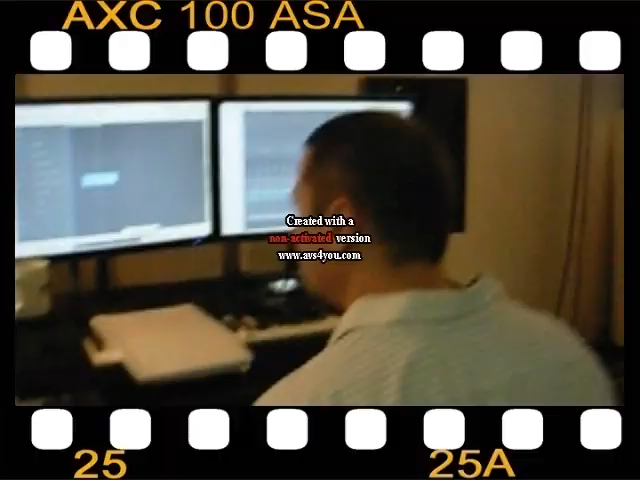 AXC 100 ASA
Created with a
non-activated version
www.avs4you.com
25 25A